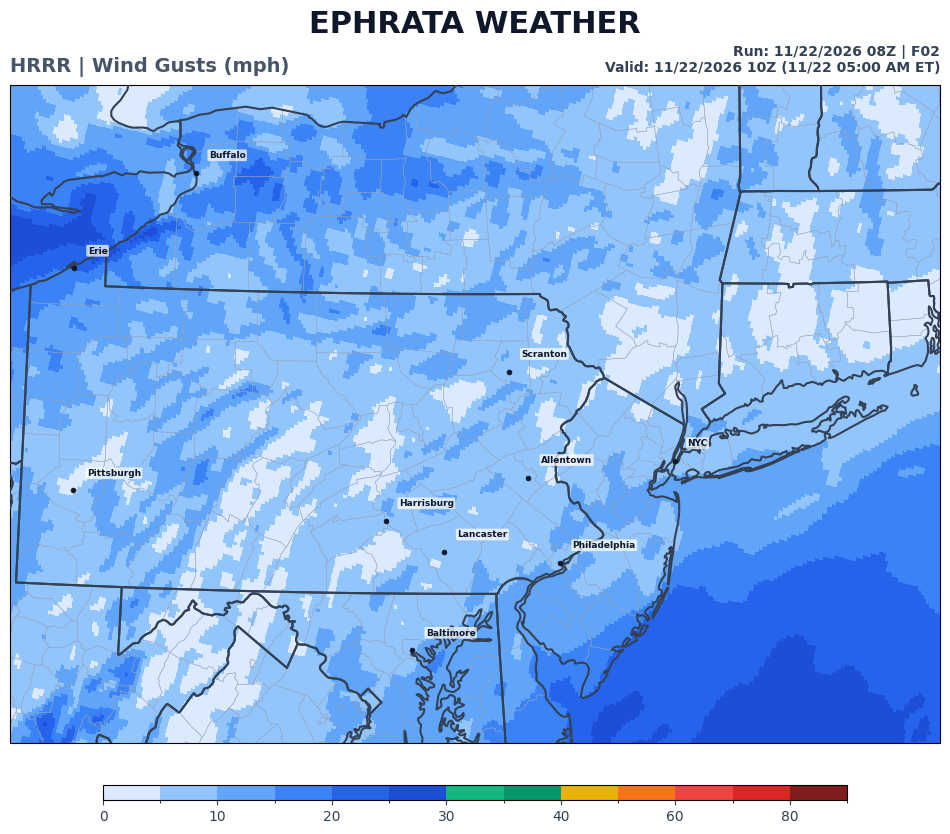 EPHRATA WEATHER
HRRR | Wind Gusts (mph)
Run: 11/22/2026 08Z | F02
Valid: 11/22/2026 10Z (11/22 05:00 AM ET)
Buffalo
Erie
Scranton
NYC
Allentown
Pittsburgh
Harrisburg
Lancaster
Philadelphia
Baltimore
0 10 20 30 40 50 60 70 80